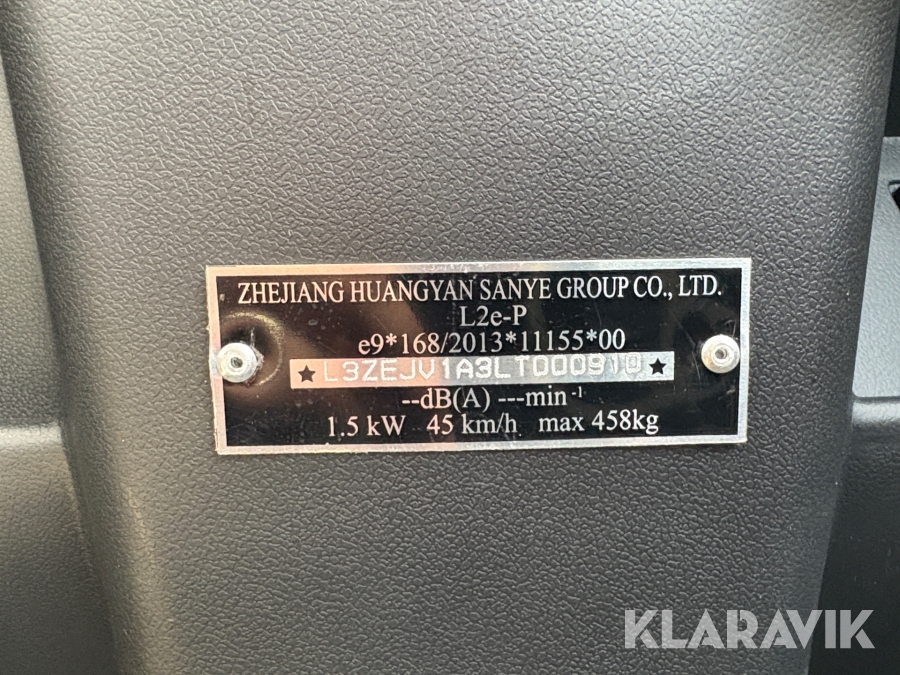 ZHEJIANG HUANGYAN SANYE GROUP CO., LTD.
L2e-P
e9*168/2013*11155*00
★ L3ZEJV1A3LT000910 ★
--dB(A) ---min⁻¹
1.5 kW 45 km/h max 458kg
KLARAVIK